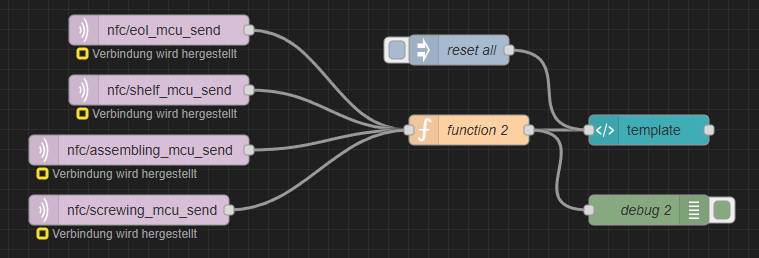 nfc/eol_mcu_send
Verbindung wird hergestellt
reset all
nfc/shelf_mcu_send
Verbindung wird hergestellt
function 2
template
nfc/assembling_mcu_send
Verbindung wird hergestellt
nfc/screwing_mcu_send
Verbindung wird hergestellt
debug 2